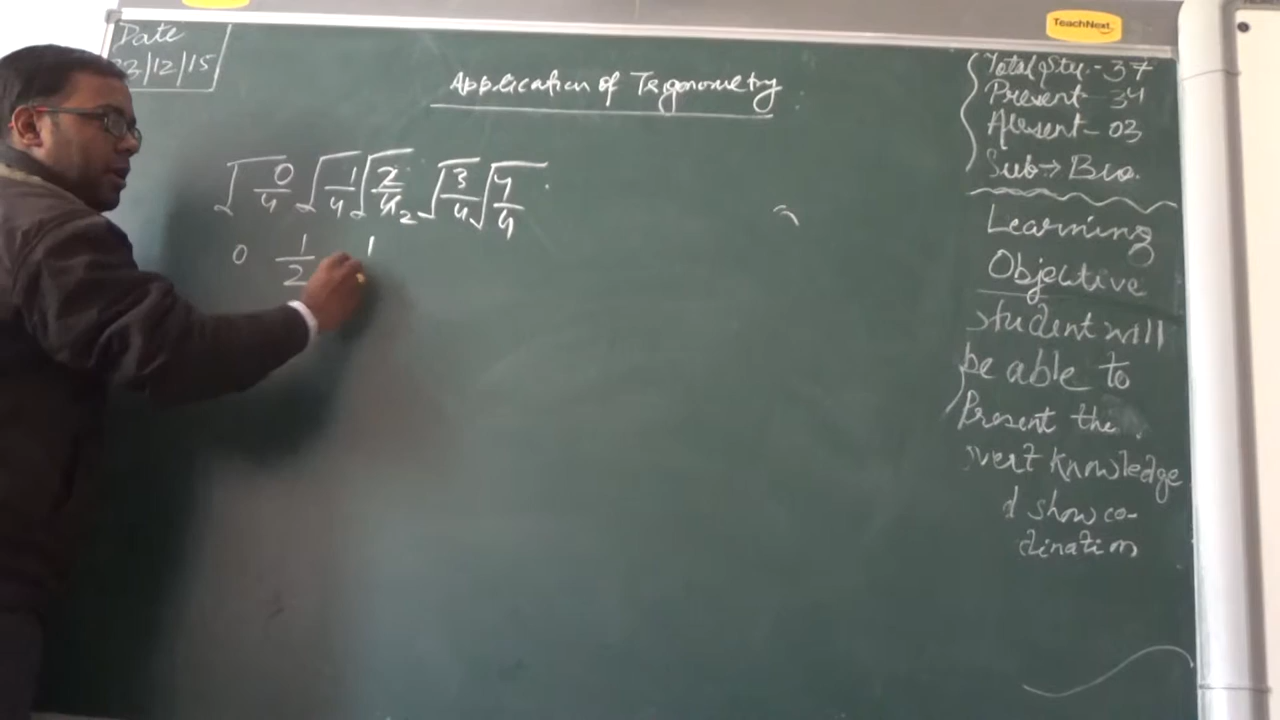 TeachNext
Date
23/12/15
Application of Trigonometry
√0/4 √1/4 √2/4 2 √3/4 √4/4
0 1/2 1
Total Stu.- 37
Present- 34
Absent- 03
Sub→ Bio.
Learning
Objective
student will
be able to
Present the
knowledge
d show co-
dination